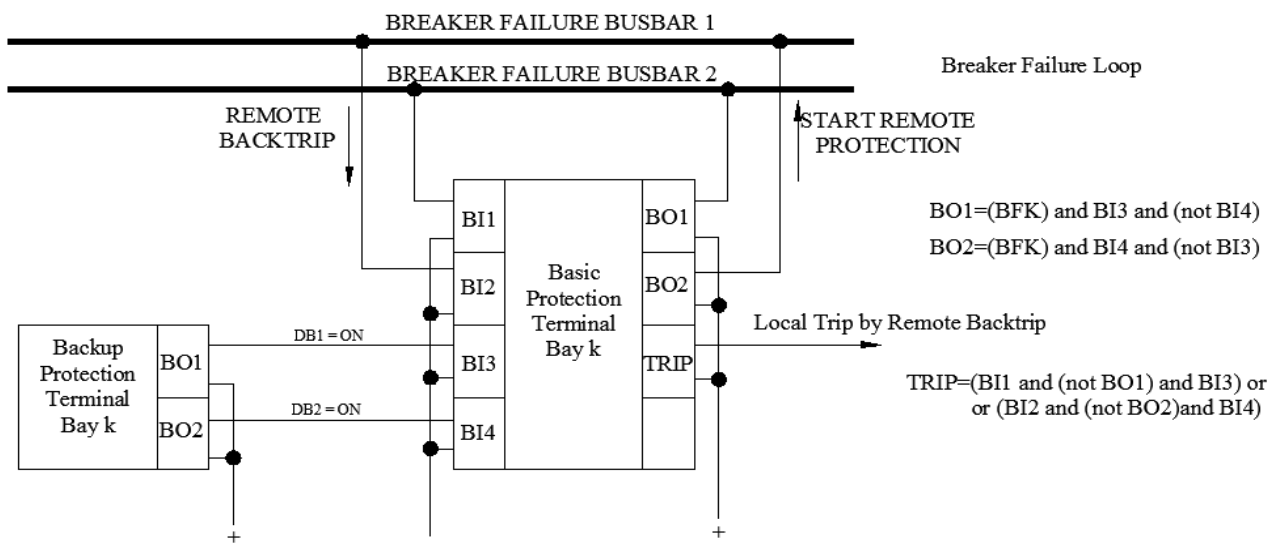 BREAKER FAILURE BUSBAR 1
BREAKER FAILURE BUSBAR 2
Breaker Failure Loop
REMOTE
BACKTRIP
START REMOTE
PROTECTION
BI1
BI2
BI3
BI4
Basic
Protection
Terminal
Bay k
BO1
BO2
TRIP
BO1=(BFK) and BI3 and (not BI4)
BO2=(BFK) and BI4 and (not BI3)
Local Trip by Remote Backtrip
TRIP=(BI1 and (not BO1) and BI3) or
or (BI2 and (not BO2)and BI4)
Backup
Protection
Terminal
Bay k
BO1
BO2
DB1 = ON
DB2 = ON
+
+